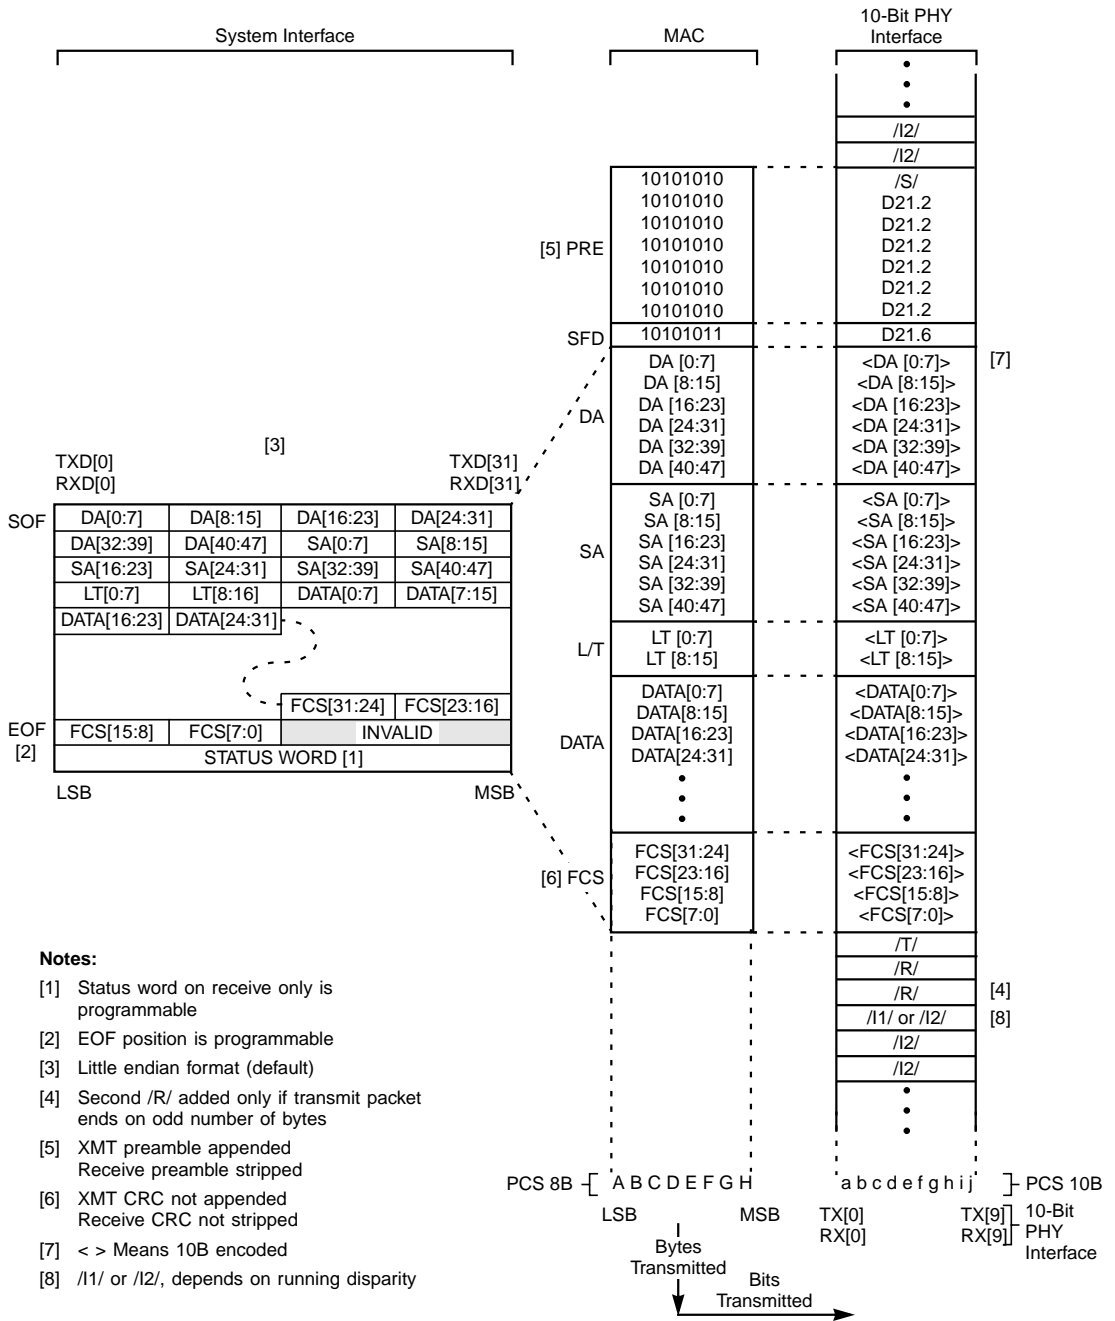 System Interface
MAC
10-Bit PHY
Interface
/I2/
/I2/
10101010
/S/
10101010
D21.2
10101010
D21.2
[5] PRE
10101010
D21.2
10101010
D21.2
10101010
D21.2
10101010
D21.2
SFD
10101011
D21.6
DA
DA [0:7]
<DA [0:7]>
[7]
DA [8:15]
<DA [8:15]>
DA [16:23]
<DA [16:23]>
DA [24:31]
<DA [24:31]>
DA [32:39]
<DA [32:39]>
DA [40:47]
<DA [40:47]>
[3]
TXD[0]
RXD[0]
TXD[31]
RXD[31]
SOF
DA[0:7] DA[8:15] DA[16:23] DA[24:31]
DA[32:39] DA[40:47] SA[0:7] SA[8:15]
SA[16:23] SA[24:31] SA[32:39] SA[40:47]
LT[0:7] LT[8:16] DATA[0:7] DATA[7:15]
DATA[16:23] DATA[24:31]
FCS[31:24] FCS[23:16]
EOF
[2]
FCS[15:8] FCS[7:0] INVALID
STATUS WORD [1]
LSB
MSB
SA
SA [0:7]
<SA [0:7]>
SA [8:15]
<SA [8:15]>
SA [16:23]
<SA [16:23]>
SA [24:31]
<SA [24:31]>
SA [32:39]
<SA [32:39]>
SA [40:47]
<SA [40:47]>
L/T
LT [0:7]
<LT [0:7]>
LT [8:15]
<LT [8:15]>
DATA
DATA[0:7]
<DATA[0:7]>
DATA[8:15]
<DATA[8:15]>
DATA[16:23]
<DATA[16:23]>
DATA[24:31]
<DATA[24:31]>
[6] FCS
FCS[31:24]
<FCS[31:24]>
FCS[23:16]
<FCS[23:16]>
FCS[15:8]
<FCS[15:8]>
FCS[7:0]
<FCS[7:0]>
/T/
/R/
/R/
[4]
/I1/ or /I2/
[8]
/I2/
/I2/
Notes:
[1] Status word on receive only is
programmable
[2] EOF position is programmable
[3] Little endian format (default)
[4] Second /R/ added only if transmit packet
ends on odd number of bytes
[5] XMT preamble appended
Receive preamble stripped
[6] XMT CRC not appended
Receive CRC not stripped
[7] < > Means 10B encoded
[8] /I1/ or /I2/, depends on running disparity
PCS 8B
A B C D E F G H
a b c d e f g h i j
PCS 10B
LSB
MSB
TX[0]
RX[0]
TX[9]
RX[9]
10-Bit
PHY
Interface
Bytes
Transmitted
Bits
Transmitted